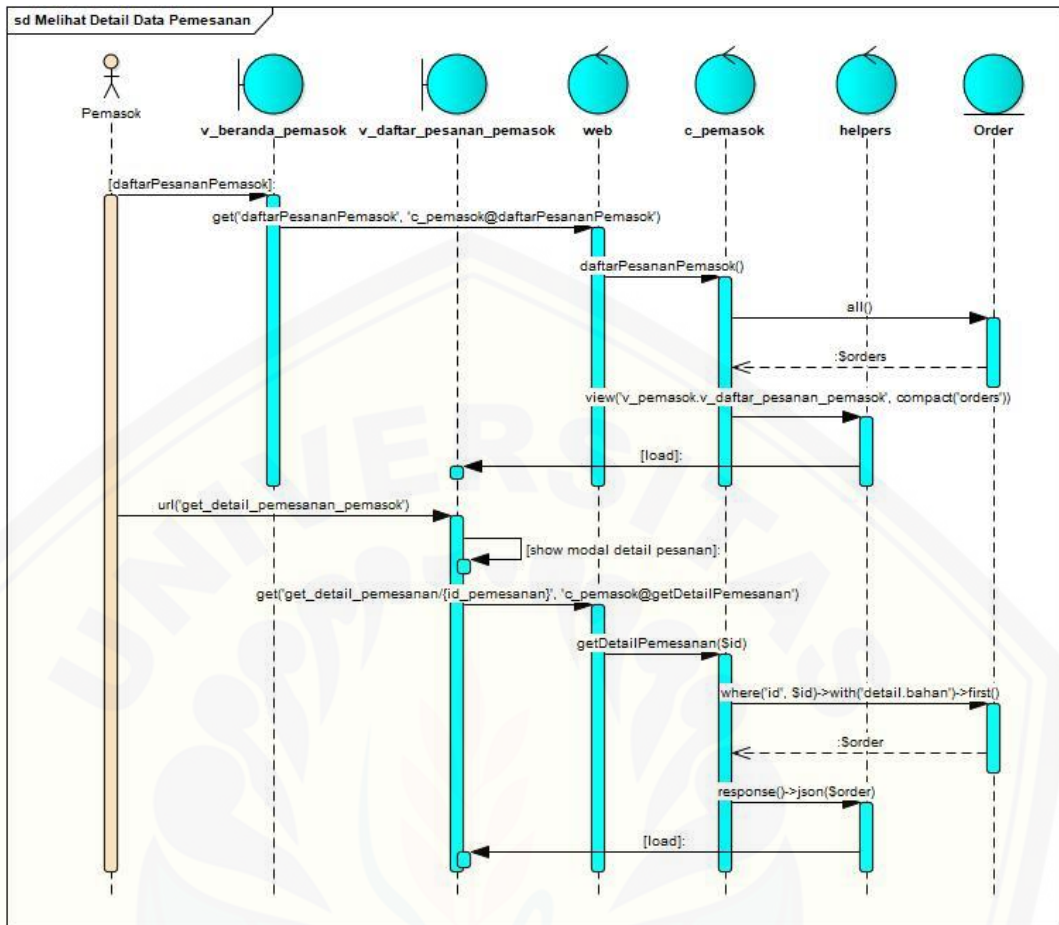 sd Melihat Detail Data Pemesanan
Pemasok
v_beranda_pemasok
v_daftar_pesanan_pemasok
web
c_pemasok
helpers
Order
[daftarPesananPemasok]:
get('daftarPesananPemasok', 'c_pemasok@daftarPesananPemasok')
daftarPesananPemasok()
all()
:$orders
view('v_pemasok.v_daftar_pesanan_pemasok', compact('orders'))
[load]:
url('get_detail_pemesanan_pemasok')
[show modal detail pesanan]:
get('get_detail_pemesanan/{id_pemesanan}', 'c_pemasok@getDetailPemesanan')
getDetailPemesanan($id)
where('id', $id)->with('detail.bahan')->first()
:$order
response()->json($order)
[load]:
UNIVERSITAS